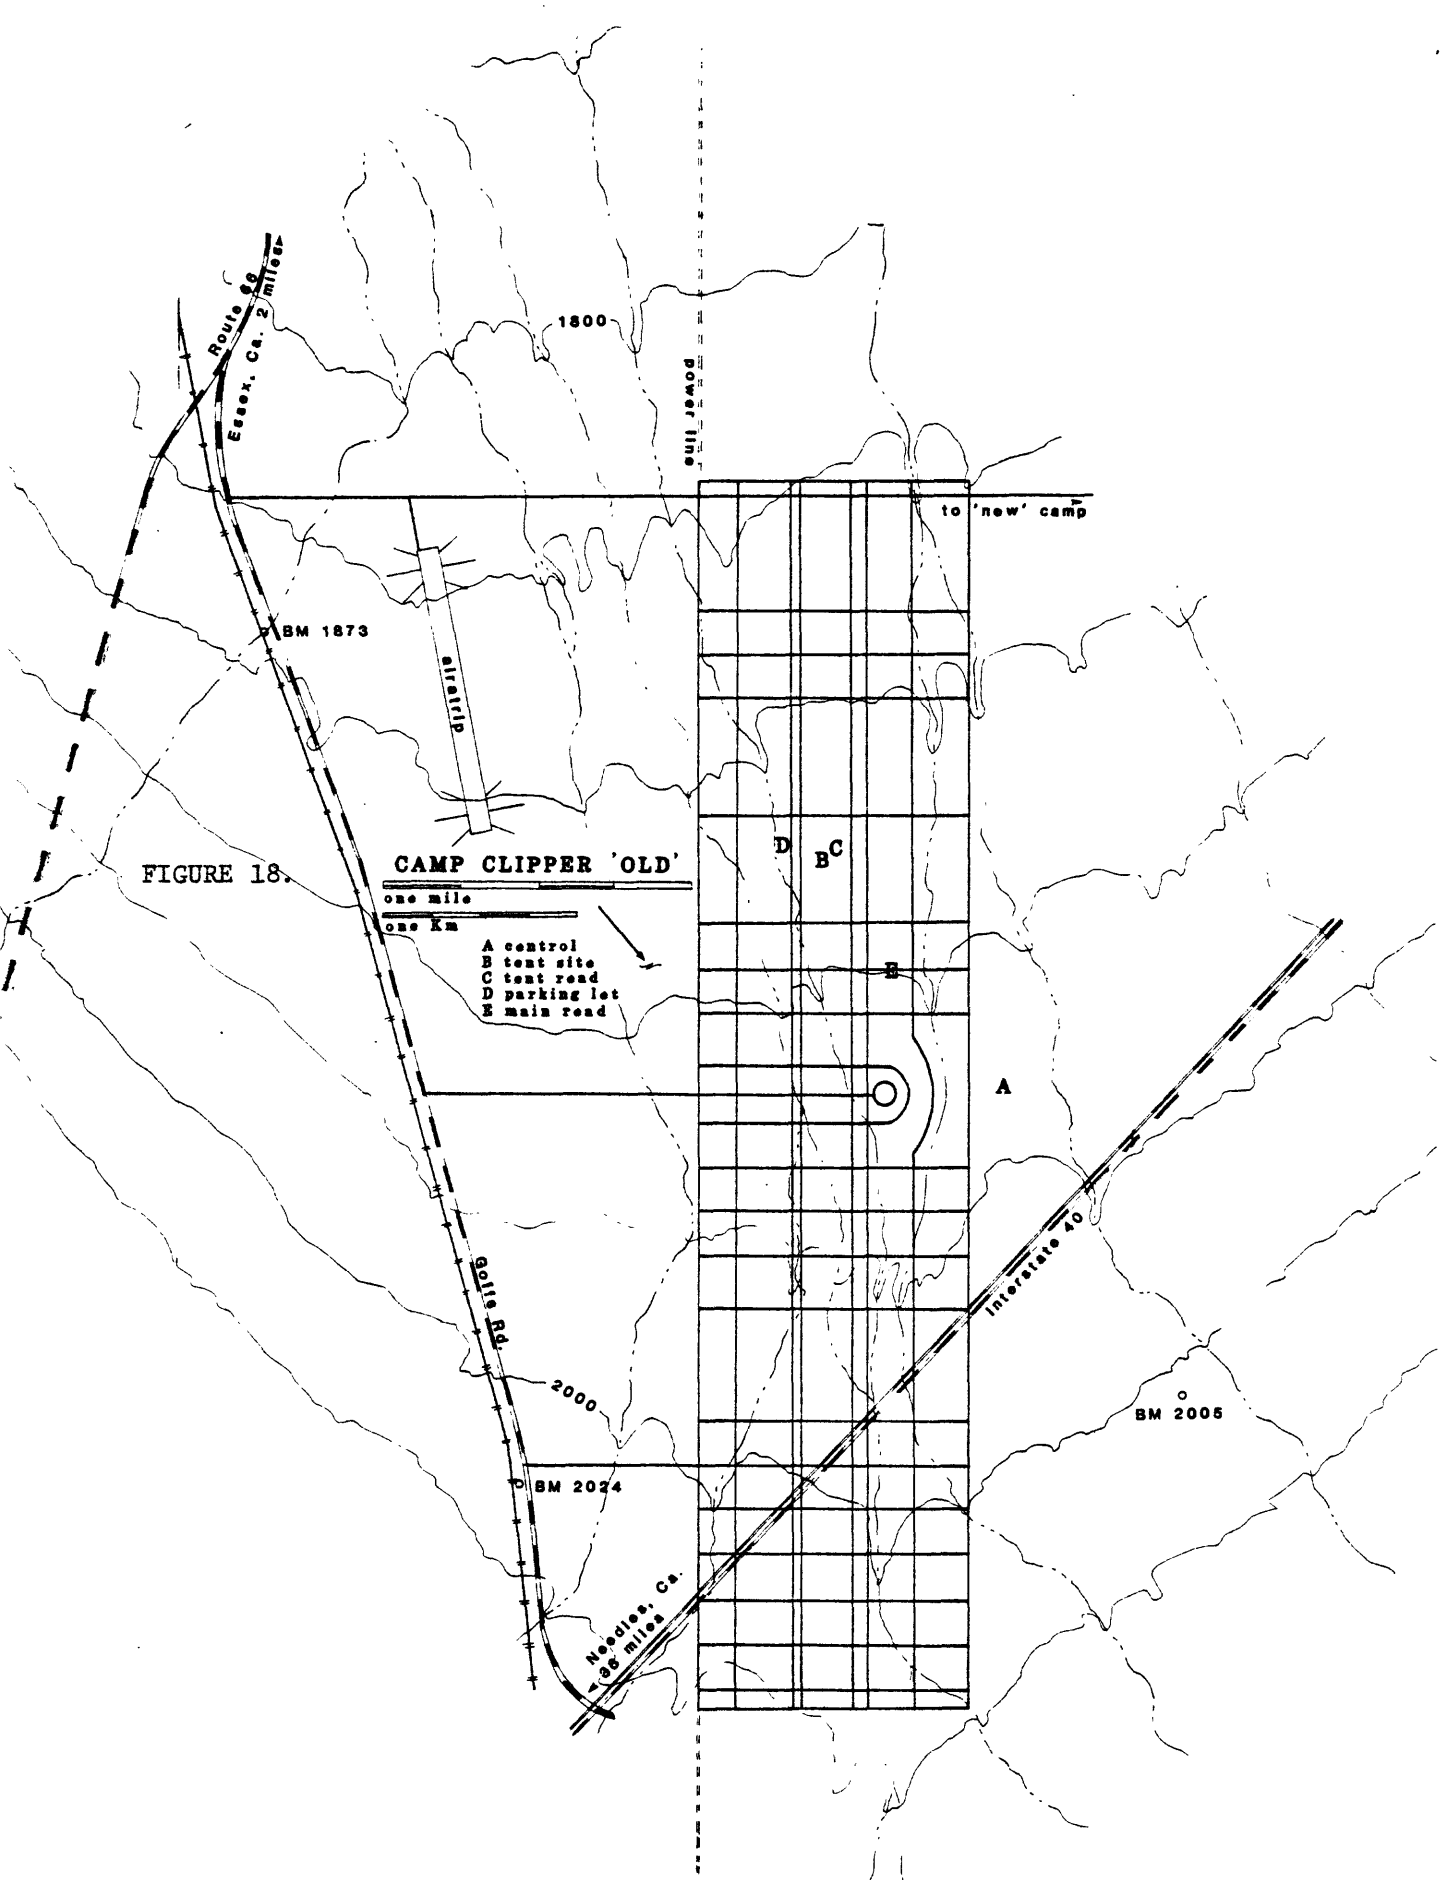 Route 66
Essex, Ca. 2 miles
1800
power line
to 'new' camp
BM 1873
airstrip
FIGURE 18.
CAMP CLIPPER 'OLD'
one mile
one Km
A control
B tent site
C tent road
D parking lot
E main road
D
B
C
E
A
Interstate 40
Goffs Rd.
2000
BM 2005
BM 2024
Needles, Ca.
36 miles